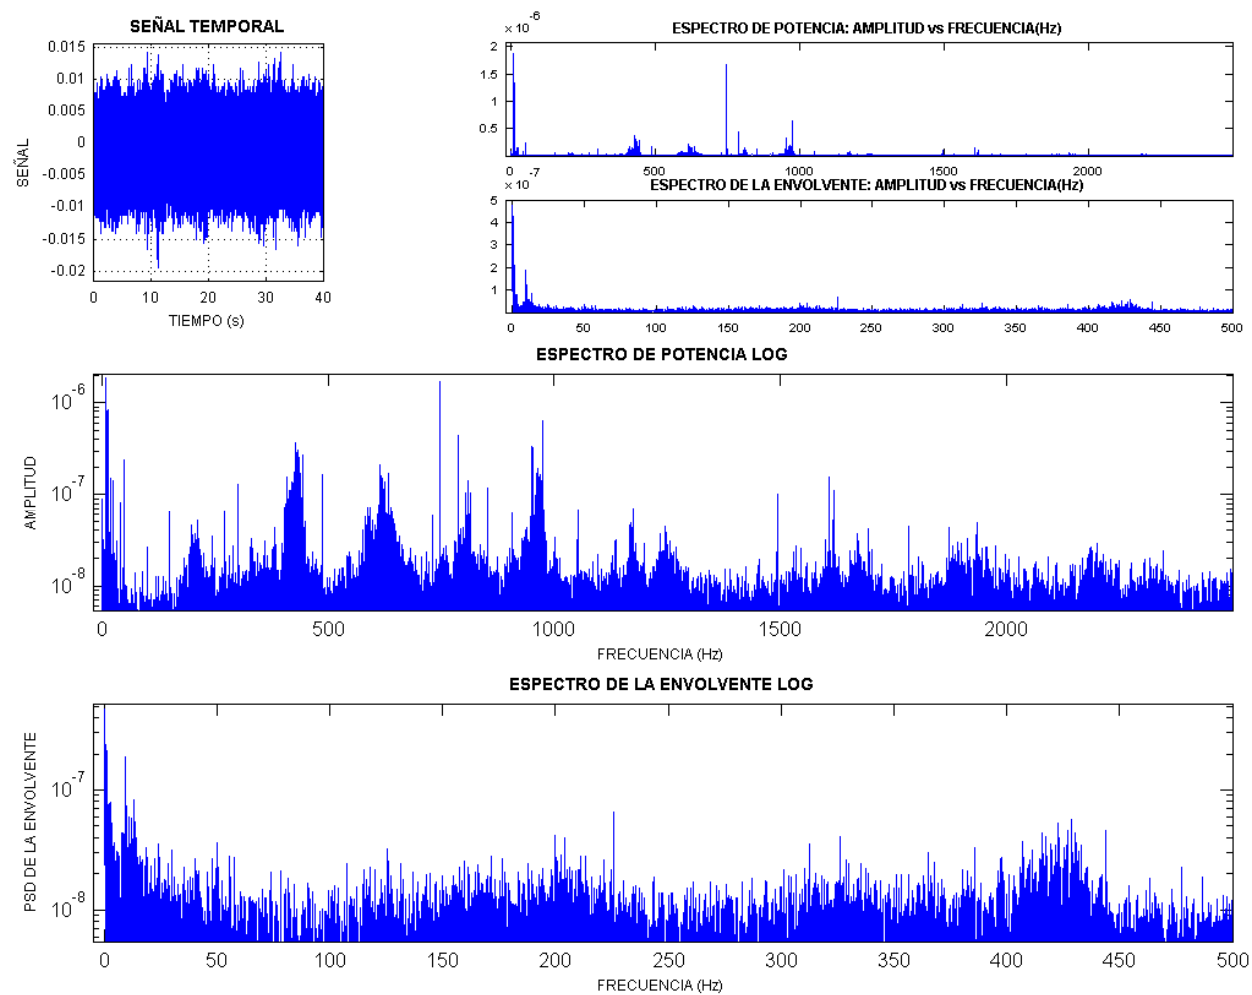 SEÑAL TEMPORAL
0.015
0.01
0.005
0
-0.005
-0.01
-0.015
-0.02
SEÑAL
0 10 20 30 40
TIEMPO (s)
x 10 -6
ESPECTRO DE POTENCIA: AMPLITUD vs FRECUENCIA(Hz)
2
1.5
1
0.5
0 500 1000 1500 2000
x 10 -7
ESPECTRO DE LA ENVOLVENTE: AMPLITUD vs FRECUENCIA(Hz)
5
4
3
2
1
0 50 100 150 200 250 300 350 400 450 500
ESPECTRO DE POTENCIA LOG
10 -6
10 -7
10 -8
AMPLITUD
0 500 1000 1500 2000
FRECUENCIA (Hz)
ESPECTRO DE LA ENVOLVENTE LOG
10 -7
10 -8
PSD DE LA ENVOLVENTE
0 50 100 150 200 250 300 350 400 450 500
FRECUENCIA (Hz)